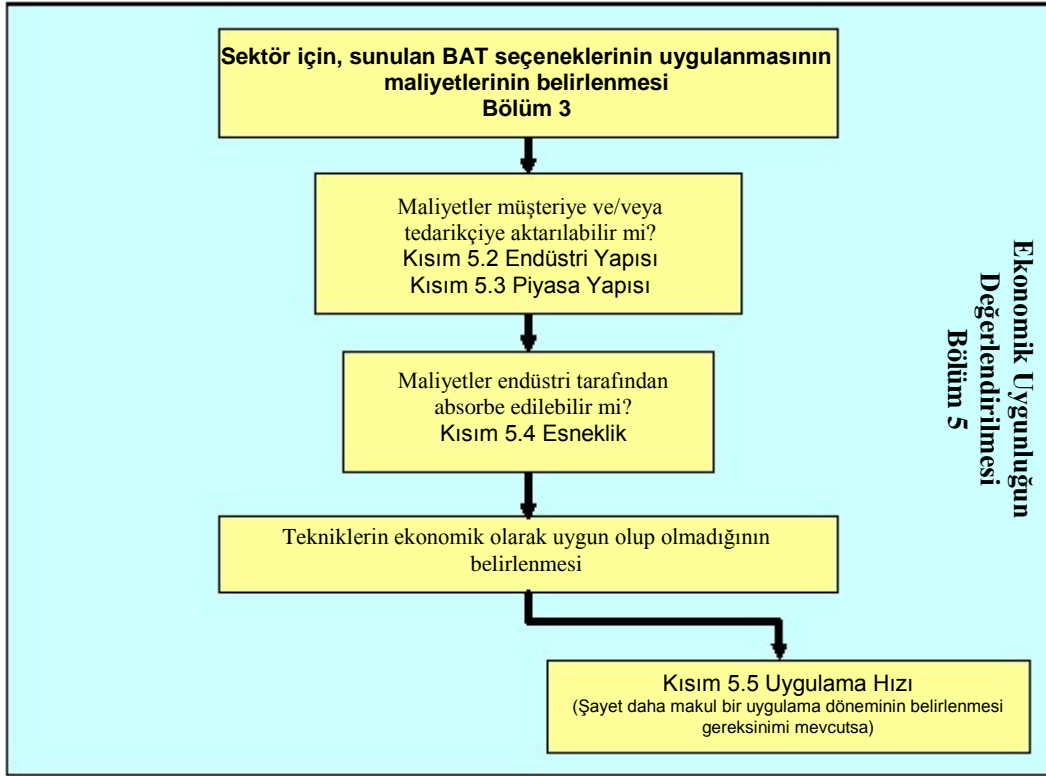 Sektör için, sunulan BAT seçeneklerinin uygulanmasının
maliyetlerinin belirlenmesi
Bölüm 3
Maliyetler müşteriye ve/veya
tedarikçiye aktarılabilir mi?
Kısım 5.2 Endüstri Yapısı
Kısım 5.3 Piyasa Yapısı
Maliyetler endüstri tarafından
absorbe edilebilir mi?
Kısım 5.4 Esneklik
Tekniklerin ekonomik olarak uygun olup olmadığının
belirlenmesi
Kısım 5.5 Uygulama Hızı
(Şayet daha makul bir uygulama döneminin belirlenmesi
gereksinimi mevcutsa)
Ekonomik Uygunluğun
Değerlendirilmesi
Bölüm 5